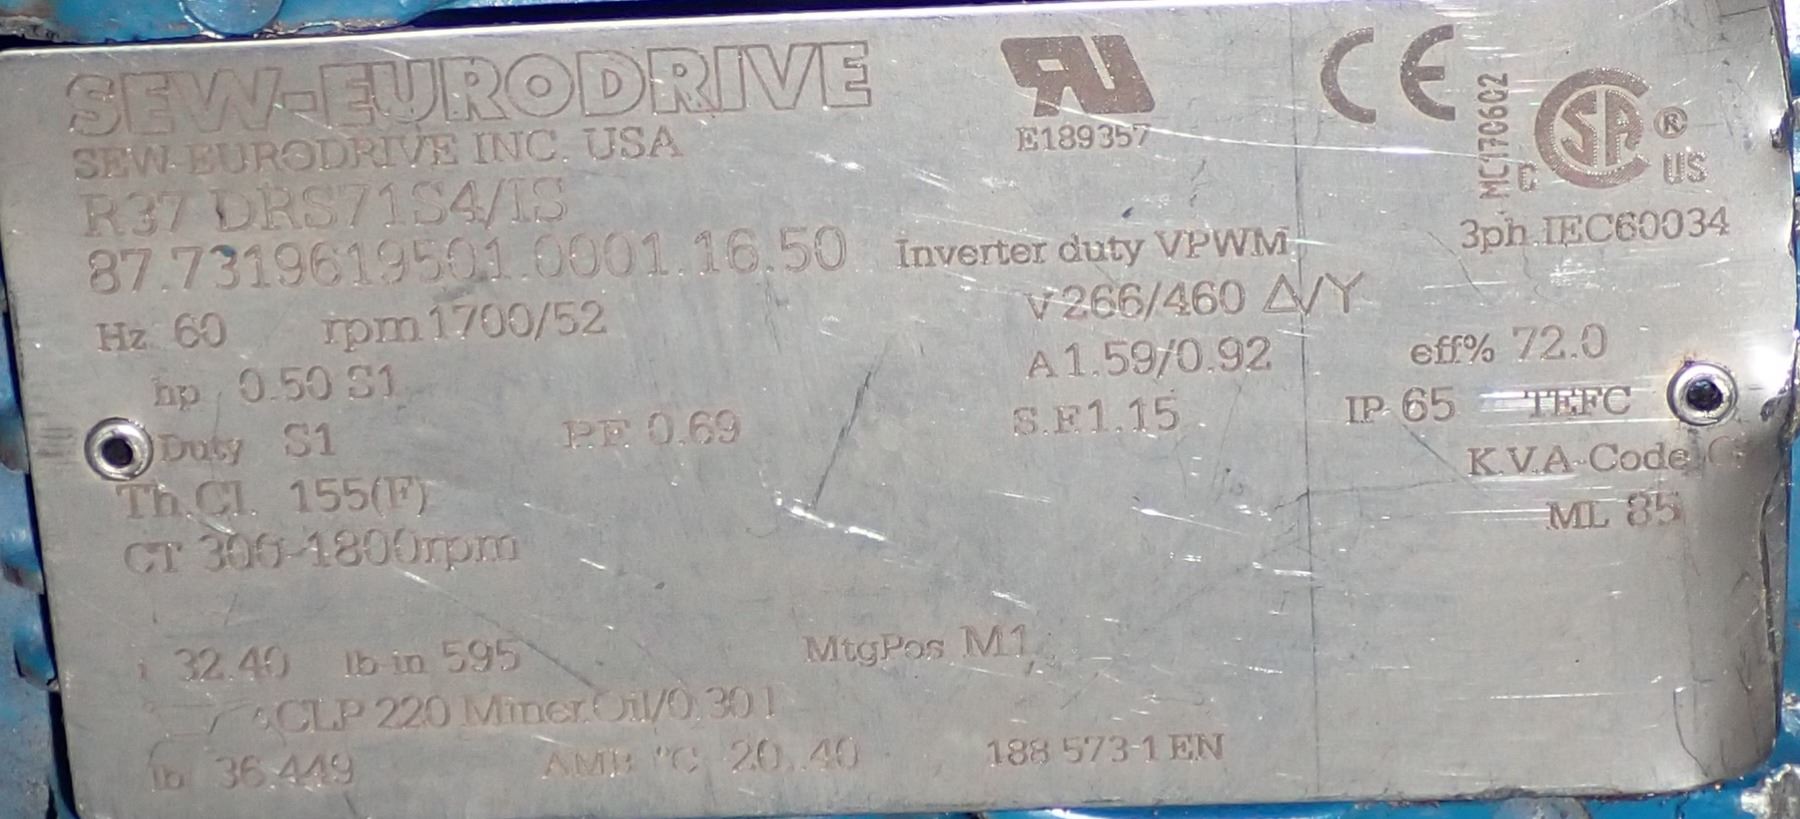 SEW-EURODRIVE
SEW-EURODRIVE INC. USA
E189357
CE
MC170602
C SA ® US
R37 DRS71S4/IS
3ph.IEC60034
87.7319619501.0001.16.50 Inverter duty VPWM
Hz 60 rpm 1700/52 V 266/460 Δ/Y
hp 0.50 S1 A 1.59/0.92 eff% 72.0
Duty S1 P.F. 0.69 S.F. 1.15 IP 65 TEFC
Th.Cl. 155(F) K.V.A-Code
CT 300-1800rpm ML 85
i 32.40 lb-in 595 MtgPos M1
CLP 220 Miner.Oil/0.30 l
lb 36.449 AMB °C -20..40 188 573-1 EN